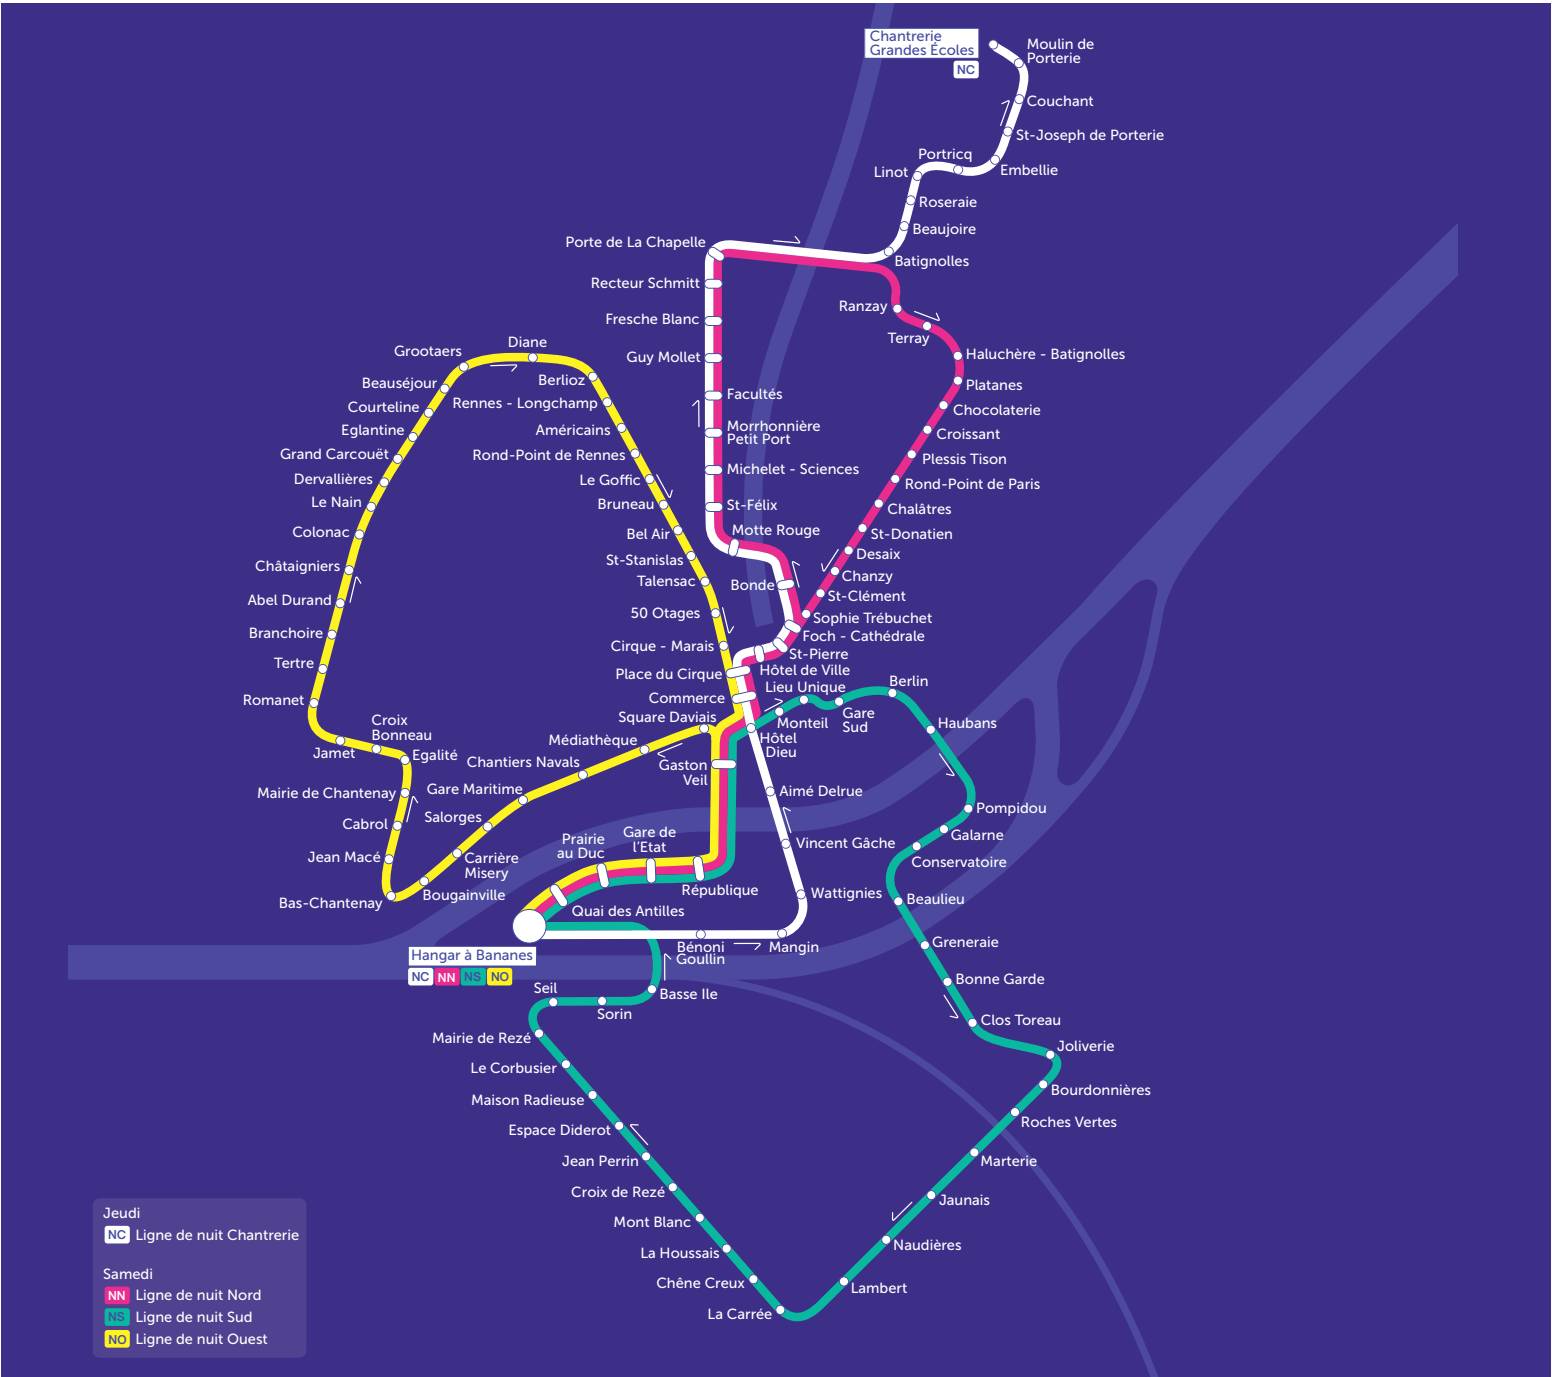 Chantrerie
Grandes Écoles
NC
Moulin de
Porterie
Couchant
St-Joseph de Porterie
Portricq
Linot
Embellie
Roseraie
Beaujoire
Porte de La Chapelle
Batignolles
Recteur Schmitt
Ranzay
Fresche Blanc
Terray
Guy Mollet
Haluchère - Batignolles
Platanes
Facultés
Chocolaterie
Morrhonnière
Petit Port
Croissant
Plessis Tison
Michelet - Sciences
Rond-Point de Paris
St-Félix
Chalâtres
Motte Rouge
St-Donatien
Desaix
Bonde
Chanzy
St-Clément
Sophie Trébuchet
Foch - Cathédrale
St-Pierre
Hôtel de Ville
Diane
Grootaers
Beauséjour
Berlioz
Courteline
Rennes - Longchamp
Eglantine
Américains
Grand Carcouët
Rond-Point de Rennes
Dervallières
Le Goffic
Le Nain
Bruneau
Colonac
Bel Air
Châtaigniers
St-Stanislas
Talensac
Abel Durand
50 Otages
Branchoire
Cirque - Marais
Tertre
Place du Cirque
Romanet
Commerce
Lieu Unique
Berlin
Square Daviais
Croix
Bonneau
Monteil
Gare
Sud
Haubans
Jamet
Egalité
Médiathèque
Hôtel
Dieu
Chantiers Navals
Gaston
Veil
Mairie de Chantenay
Gare Maritime
Aimé Delrue
Pompidou
Cabrol
Salorges
Galarne
Prairie
au Duc
Gare de
l'Etat
Vincent Gâche
Conservatoire
Jean Macé
Carrière
Misery
République
Wattignies
Beaulieu
Bas-Chantenay
Bougainville
Quai des Antilles
Greneraie
Hangar à Bananes
NC NN NS NO
Bénoni
Goullin
Mangin
Bonne Garde
Seil
Basse Ile
Sorin
Clos Toreau
Mairie de Rezé
Joliverie
Le Corbusier
Bourdonnières
Maison Radieuse
Roches Vertes
Espace Diderot
Jean Perrin
Marterie
Croix de Rezé
Jaunais
Mont Blanc
Naudières
La Houssais
Chêne Creux
Lambert
La Carrée
Jeudi
NC Ligne de nuit Chantrerie
Samedi
NN Ligne de nuit Nord
NS Ligne de nuit Sud
NO Ligne de nuit Ouest